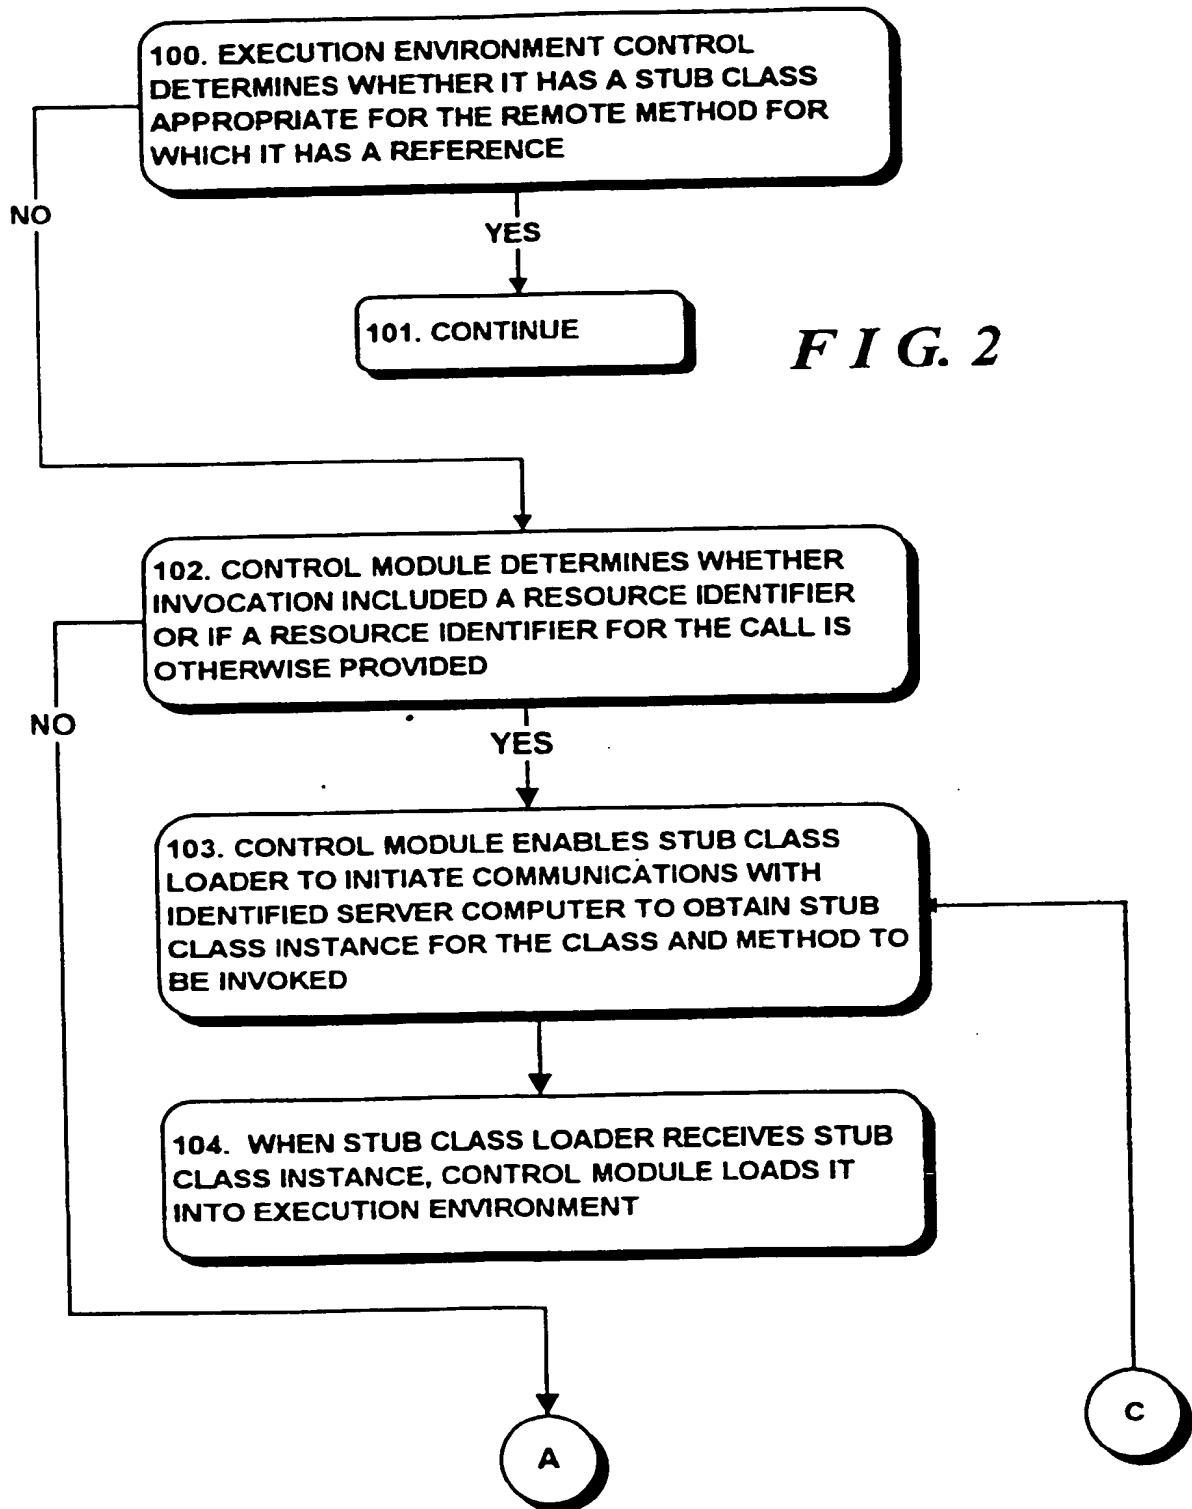 100. EXECUTION ENVIRONMENT CONTROL
DETERMINES WHETHER IT HAS A STUB CLASS
APPROPRIATE FOR THE REMOTE METHOD FOR
WHICH IT HAS A REFERENCE
NO
YES
101. CONTINUE
FIG. 2
102. CONTROL MODULE DETERMINES WHETHER
INVOCATION INCLUDED A RESOURCE IDENTIFIER
OR IF A RESOURCE IDENTIFIER FOR THE CALL IS
OTHERWISE PROVIDED
NO
YES
103. CONTROL MODULE ENABLES STUB CLASS
LOADER TO INITIATE COMMUNICATIONS WITH
IDENTIFIED SERVER COMPUTER TO OBTAIN STUB
CLASS INSTANCE FOR THE CLASS AND METHOD TO
BE INVOKED
104. WHEN STUB CLASS LOADER RECEIVES STUB
CLASS INSTANCE, CONTROL MODULE LOADS IT
INTO EXECUTION ENVIRONMENT
C
A